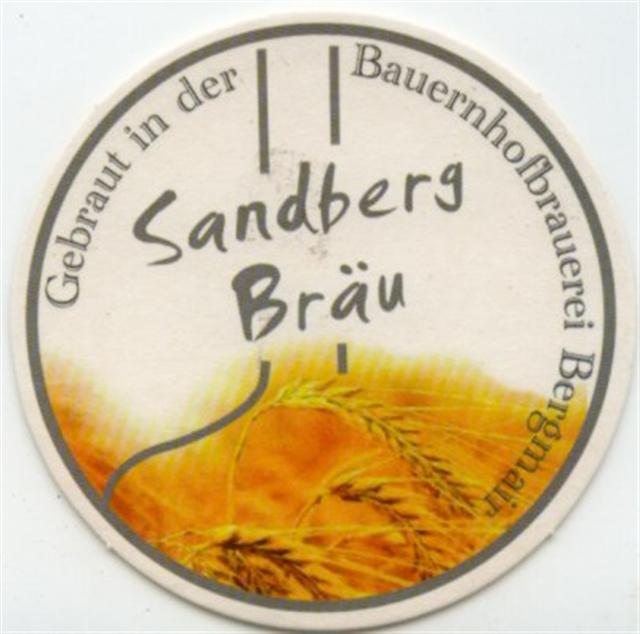 Gebraut in der Bauernhofbrauerei Bergmair
Sandberg
Bräu